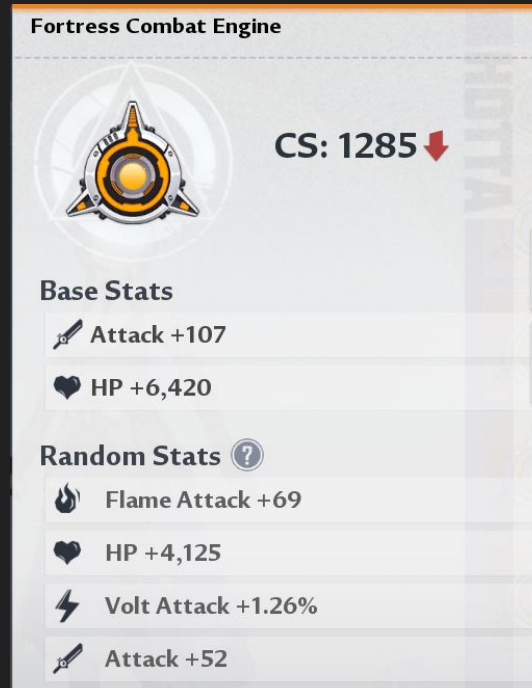 Fortress Combat Engine
CS: 1285
HOTTA
Base Stats
Attack +107
HP +6,420
Random Stats ?
Flame Attack +69
HP +4,125
Volt Attack +1.26%
Attack +52